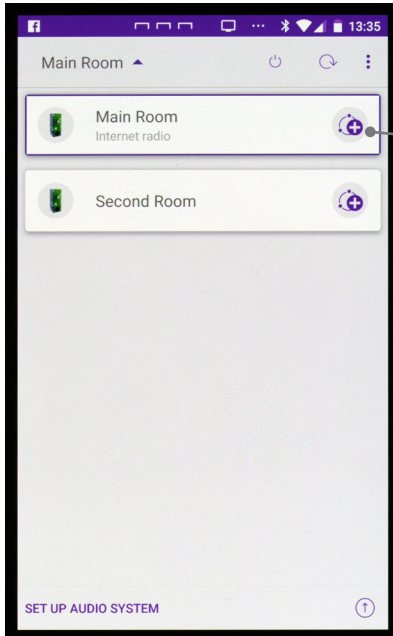 13:35
Main Room
Main Room
Internet radio
Second Room
SET UP AUDIO SYSTEM